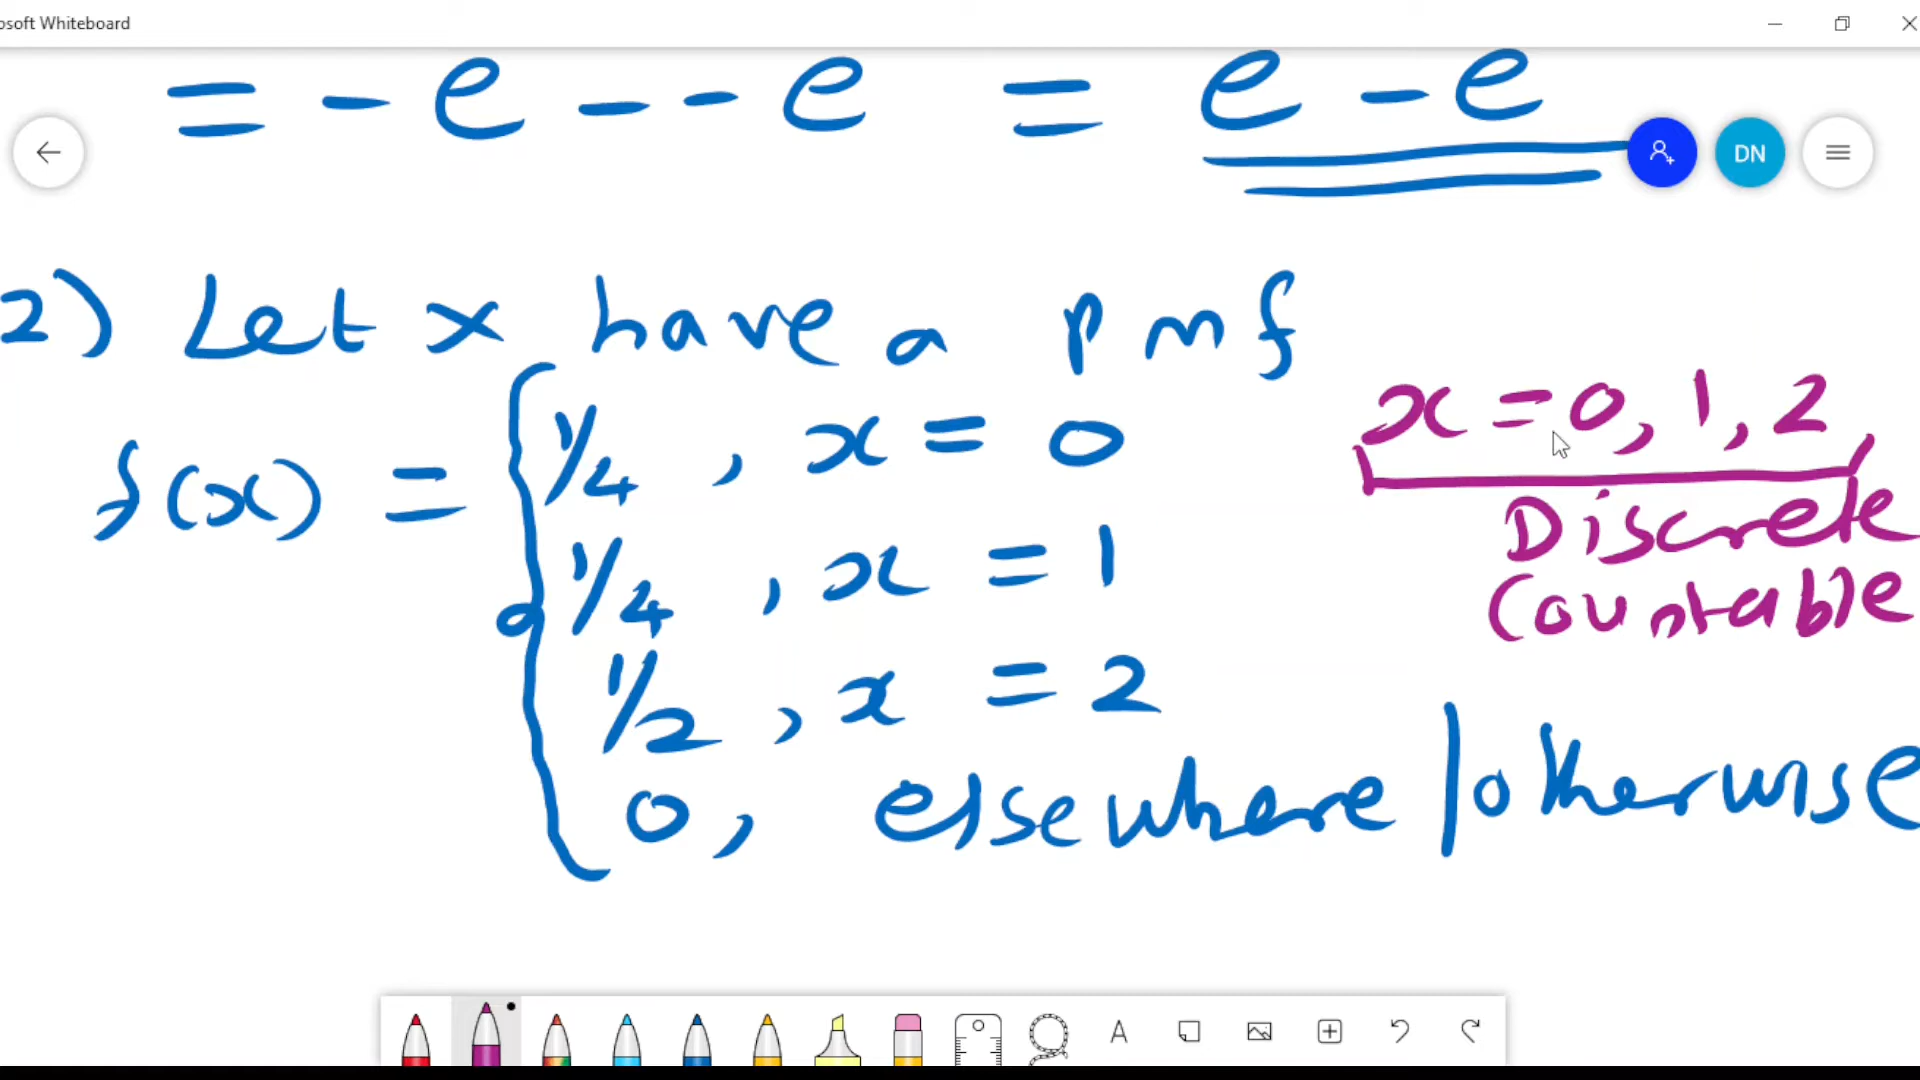 osoft Whiteboard
= - e - - e = e - e
DN
2) Let x have a pmf
f(x) = { 1/4 , x = 0
1/4 , x = 1
1/2 , x = 2
0 , elsewhere / otherwise
x = 0, 1, 2
Discrete
Countable
A